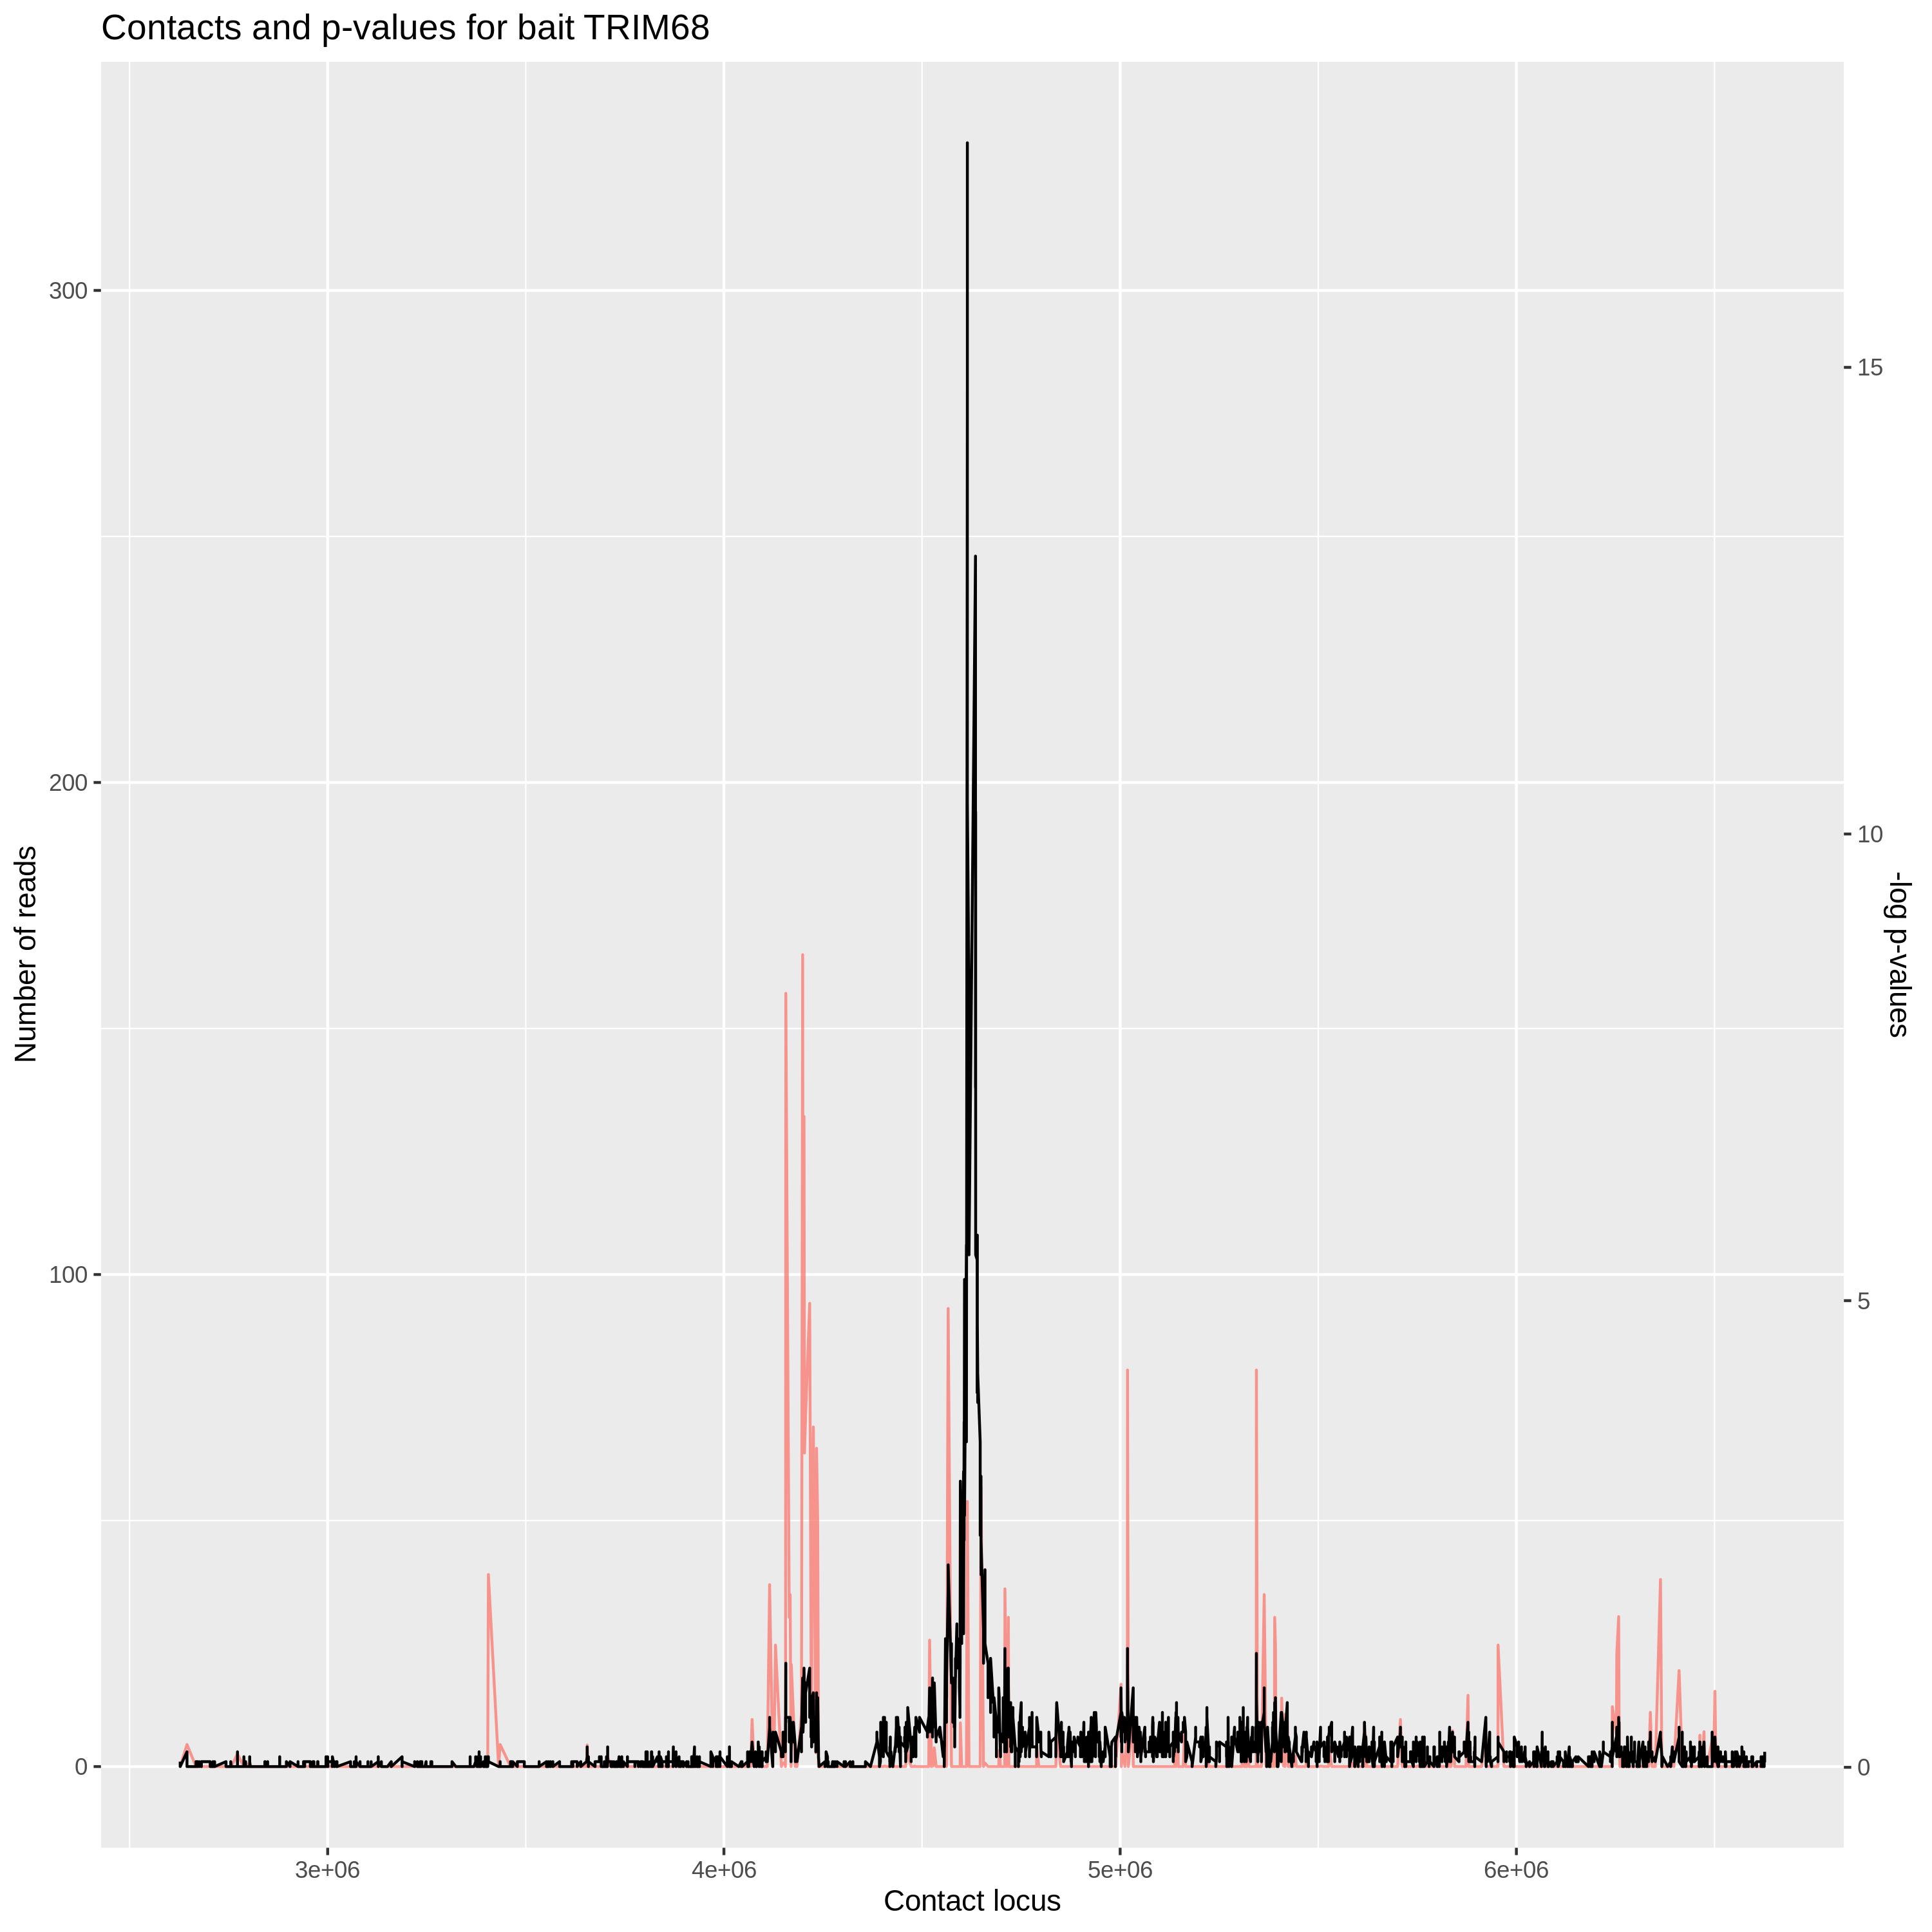 Contacts and p-values for bait TRIM68
300
200
100
0
15
10
5
0
Number of reads
-log p-values
3e+06
4e+06
5e+06
6e+06
Contact locus